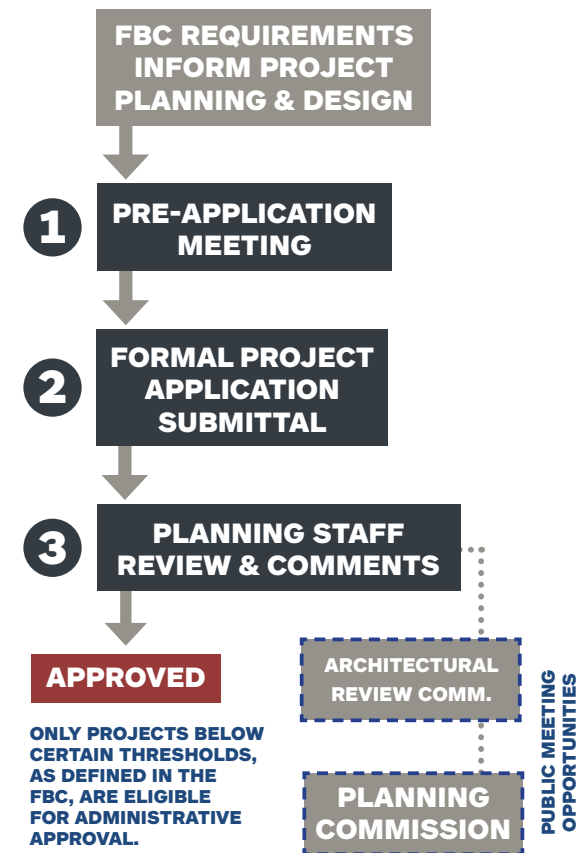 FBC REQUIREMENTS
INFORM PROJECT
PLANNING & DESIGN
1
PRE-APPLICATION
MEETING
2
FORMAL PROJECT
APPLICATION
SUBMITTAL
3
PLANNING STAFF
REVIEW & COMMENTS
APPROVED
ONLY PROJECTS BELOW
CERTAIN THRESHOLDS,
AS DEFINED IN THE
FBC, ARE ELIGIBLE
FOR ADMINISTRATIVE
APPROVAL.
ARCHITECTURAL
REVIEW COMM.
PLANNING
COMMISSION
PUBLIC MEETING
OPPORTUNITIES